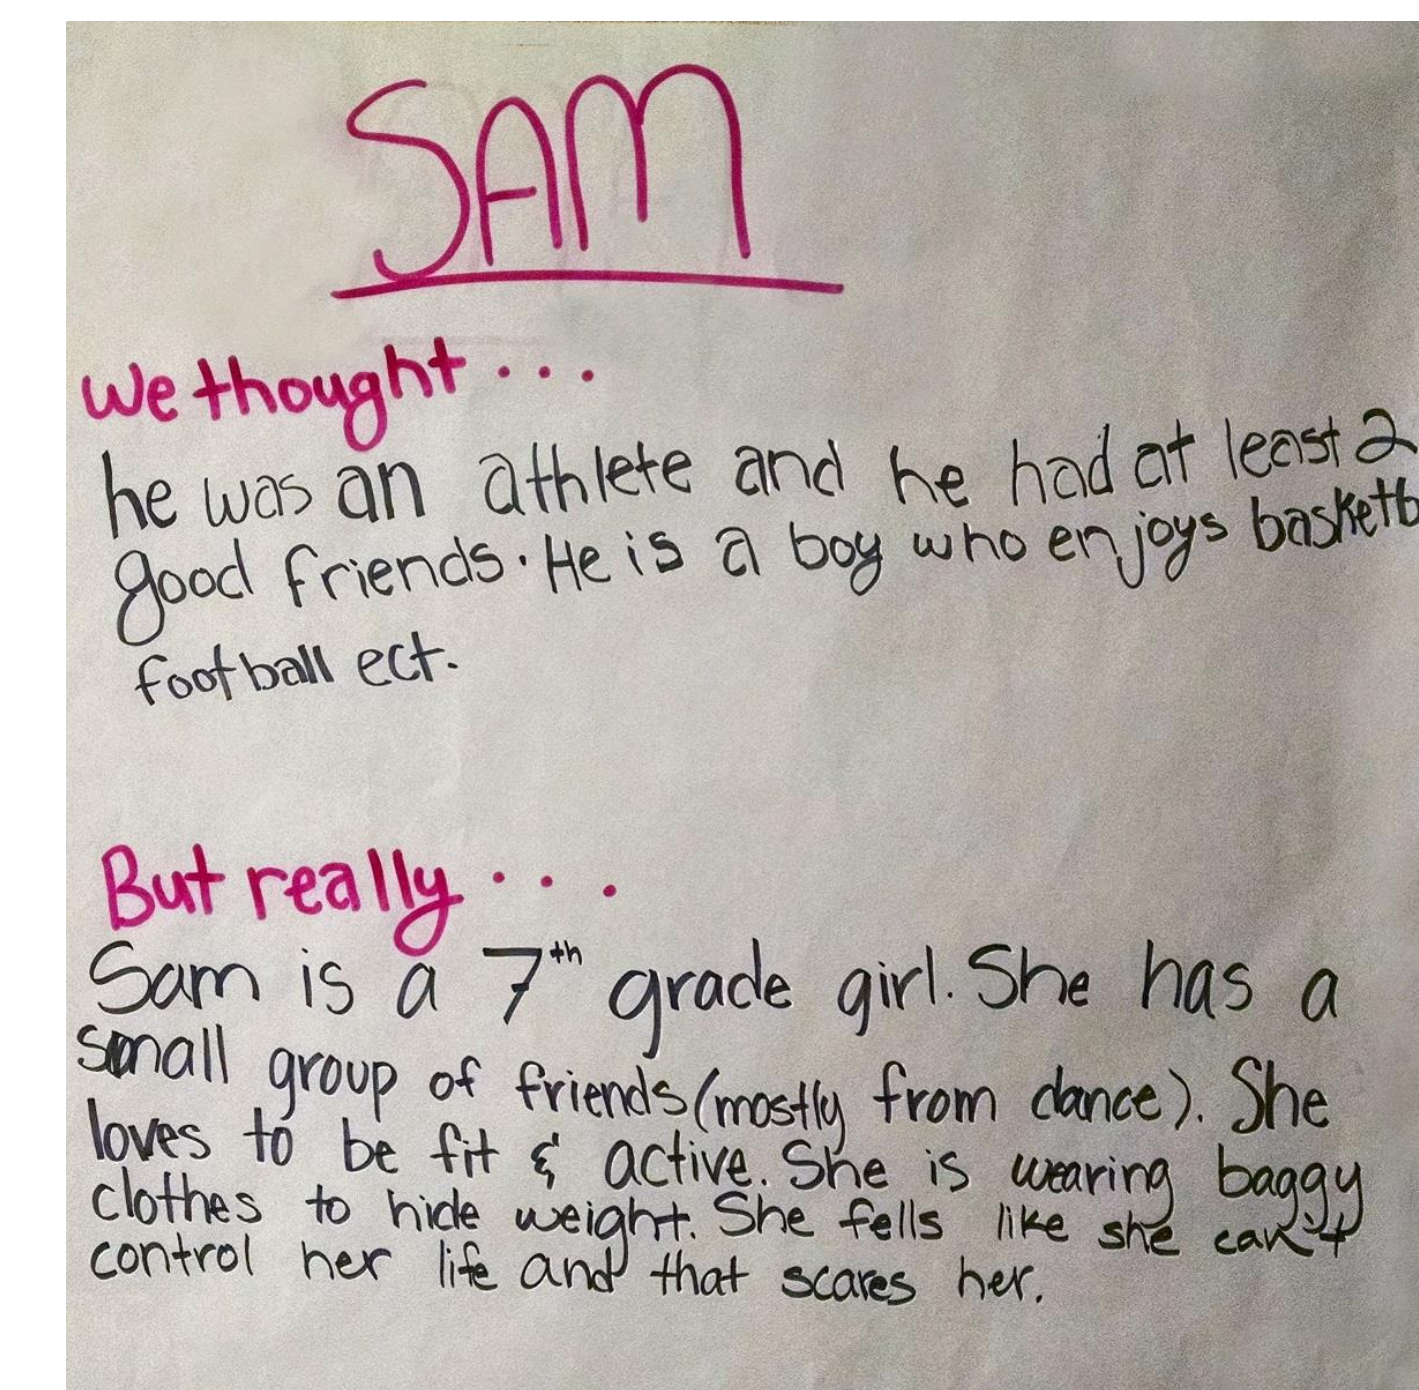 SAM
We thought...
he was an athlete and he had at least 2
good friends. He is a boy who enjoys basketb
football ect.
But really...
Sam is a 7th grade girl. She has a
small group of friends (mostly from dance). She
loves to be fit & active. She is wearing baggy
clothes to hide weight. She fells like she can't
control her life and that scares her.